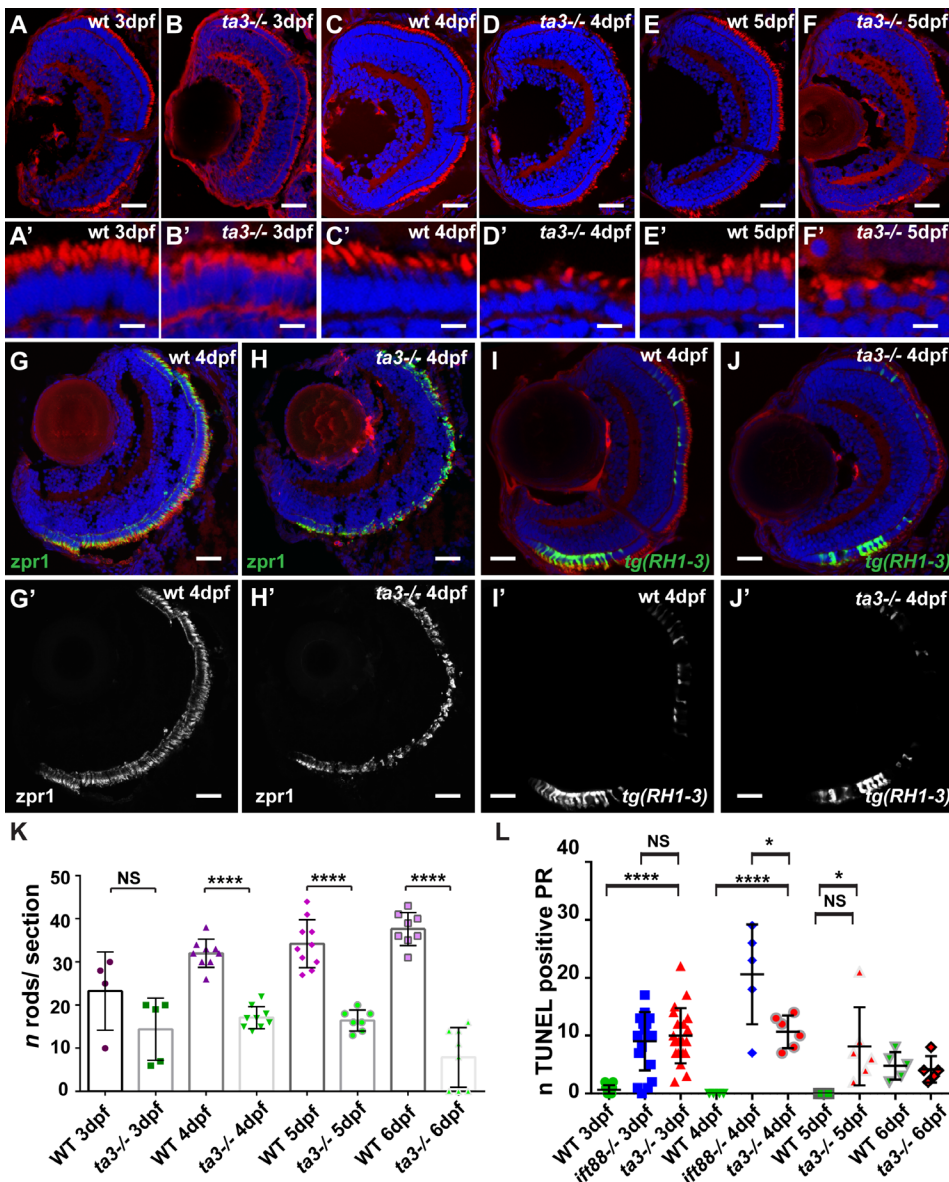 A wt 3dpf B ta3-/- 3dpf C wt 4dpf D ta3-/- 4dpf E wt 5dpf F ta3-/- 5dpf
A' wt 3dpf B' ta3-/- 3dpf C' wt 4dpf D' ta3-/- 4dpf E' wt 5dpf F' ta3-/- 5dpf
G wt 4dpf H ta3-/- 4dpf I wt 4dpf J ta3-/- 4dpf
zpr1 zpr1 tg(RH1-3) tg(RH1-3)
G' wt 4dpf H' ta3-/- 4dpf I' wt 4dpf J' ta3-/- 4dpf
zpr1 zpr1 tg(RH1-3) tg(RH1-3)
K
n rods/ section
50
40
30
20
10
0
NS **** **** ****
WT 3dpf ta3-/- 3dpf WT 4dpf ta3-/- 4dpf WT 5dpf ta3-/- 5dpf WT 6dpf ta3-/- 6dpf
L
n TUNEL positive PR
40
30
20
10
0
NS *
**** **** *
NS
WT 3dpf ift88-/- 3dpf ta3-/- 3dpf WT 4dpf ift88-/- 4dpf ta3-/- 4dpf WT 5dpf ta3-/- 5dpf WT 6dpf ta3-/- 6dpf